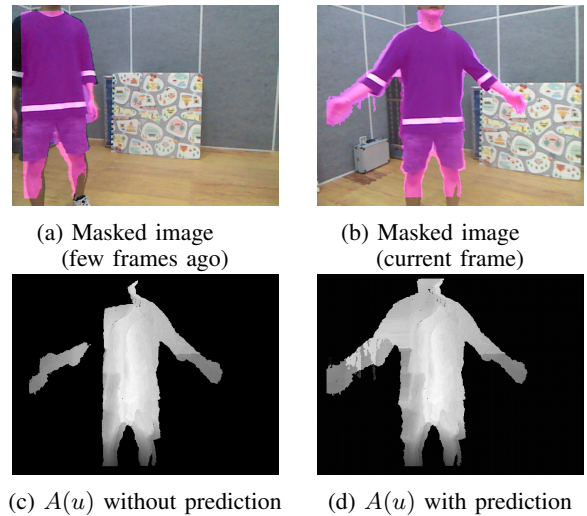 (a) Masked image
(few frames ago)
(b) Masked image
(current frame)
(c) A(u) without prediction
(d) A(u) with prediction